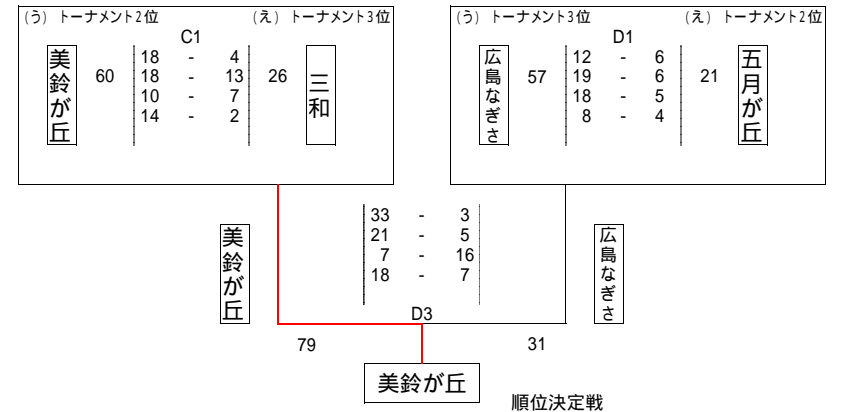 (う) トーナメント2位 (え) トーナメント3位
C1
美鈴が丘 60 26 三和
18 - 4
18 - 13
10 - 7
14 - 2
(う) トーナメント3位 (え) トーナメント2位
D1
広島なぎさ 57 21 五月が丘
12 - 6
19 - 6
18 - 5
8 - 4
美鈴が丘
33 - 3
21 - 5
7 - 16
18 - 7
広島なぎさ
D3
79 31
美鈴が丘
順位決定戦